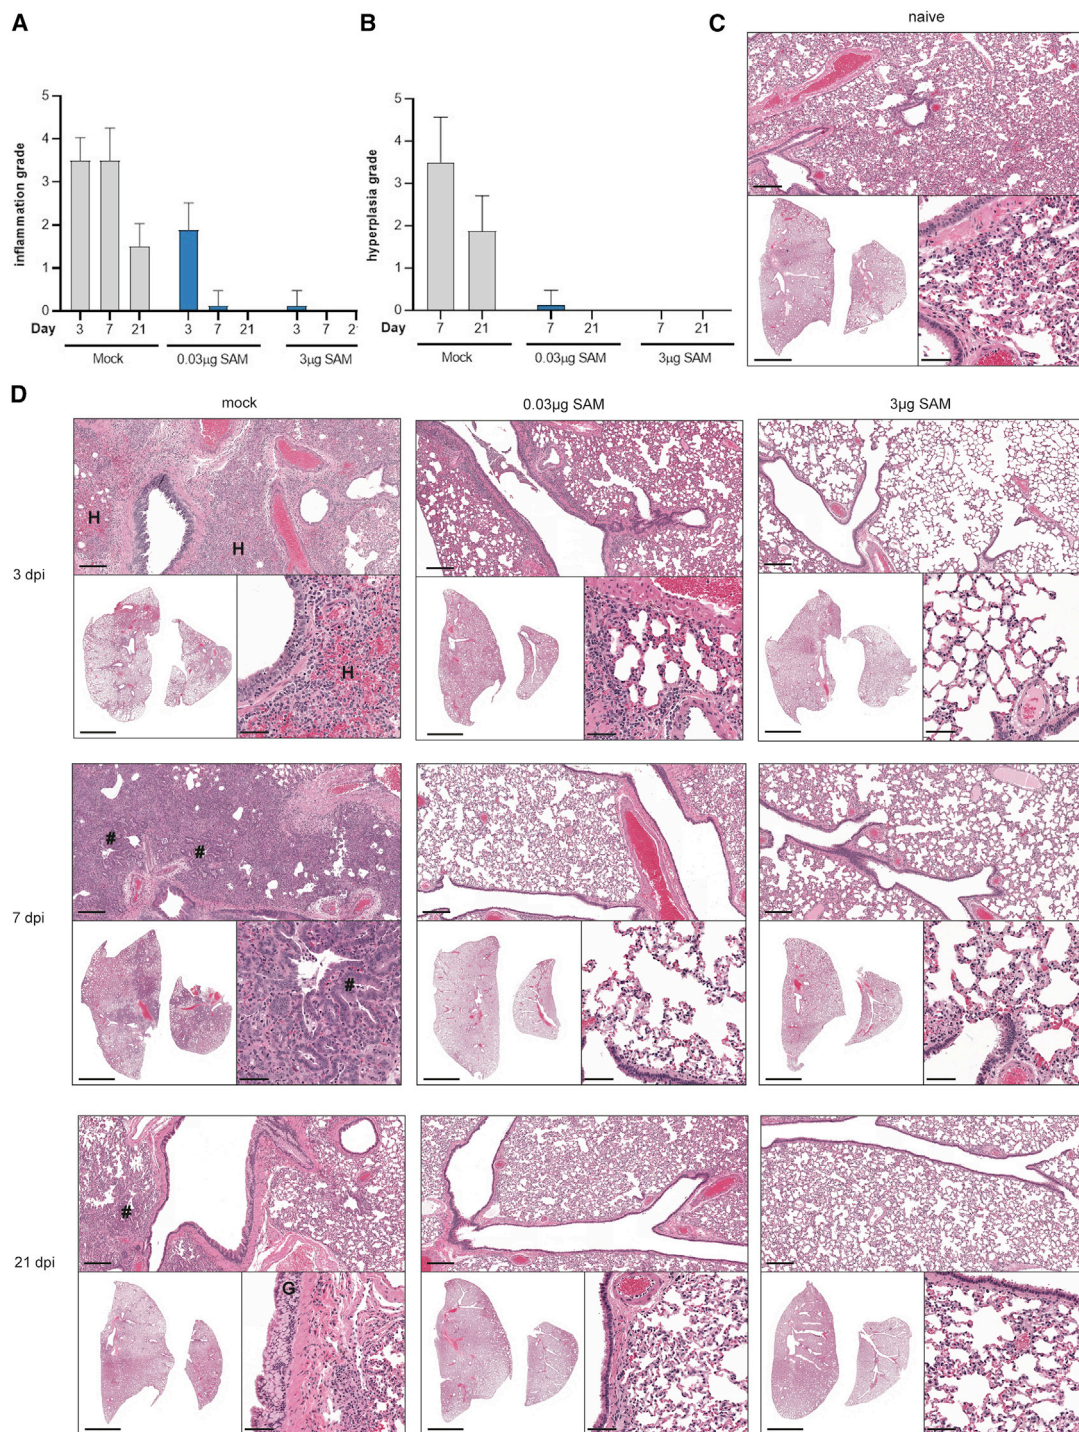 A
inflammation grade
5
4
3
2
1
0
Day 3 7 21 3 7 21 3 7 2
Mock 0.03µg SAM 3µg SAM
B
hyperplasia grade
5
4
3
2
1
0
7 21 7 21 7 21
Mock 0.03µg SAM 3µg SAM
C
naive
D
mock 0.03µg SAM 3µg SAM
3 dpi
H
H
H
7 dpi
#
#
#
21 dpi
#
G